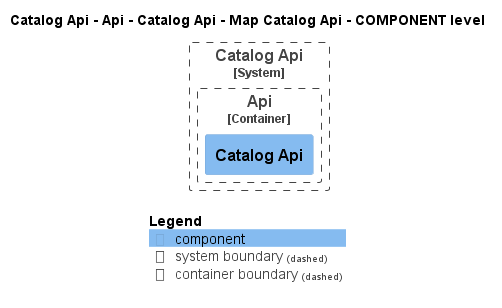 Catalog Api - Api - Catalog Api - Map Catalog Api - COMPONENT level
Catalog Api
[System]
Api
[Container]
Catalog Api
Legend
component
system boundary (dashed)
container boundary (dashed)